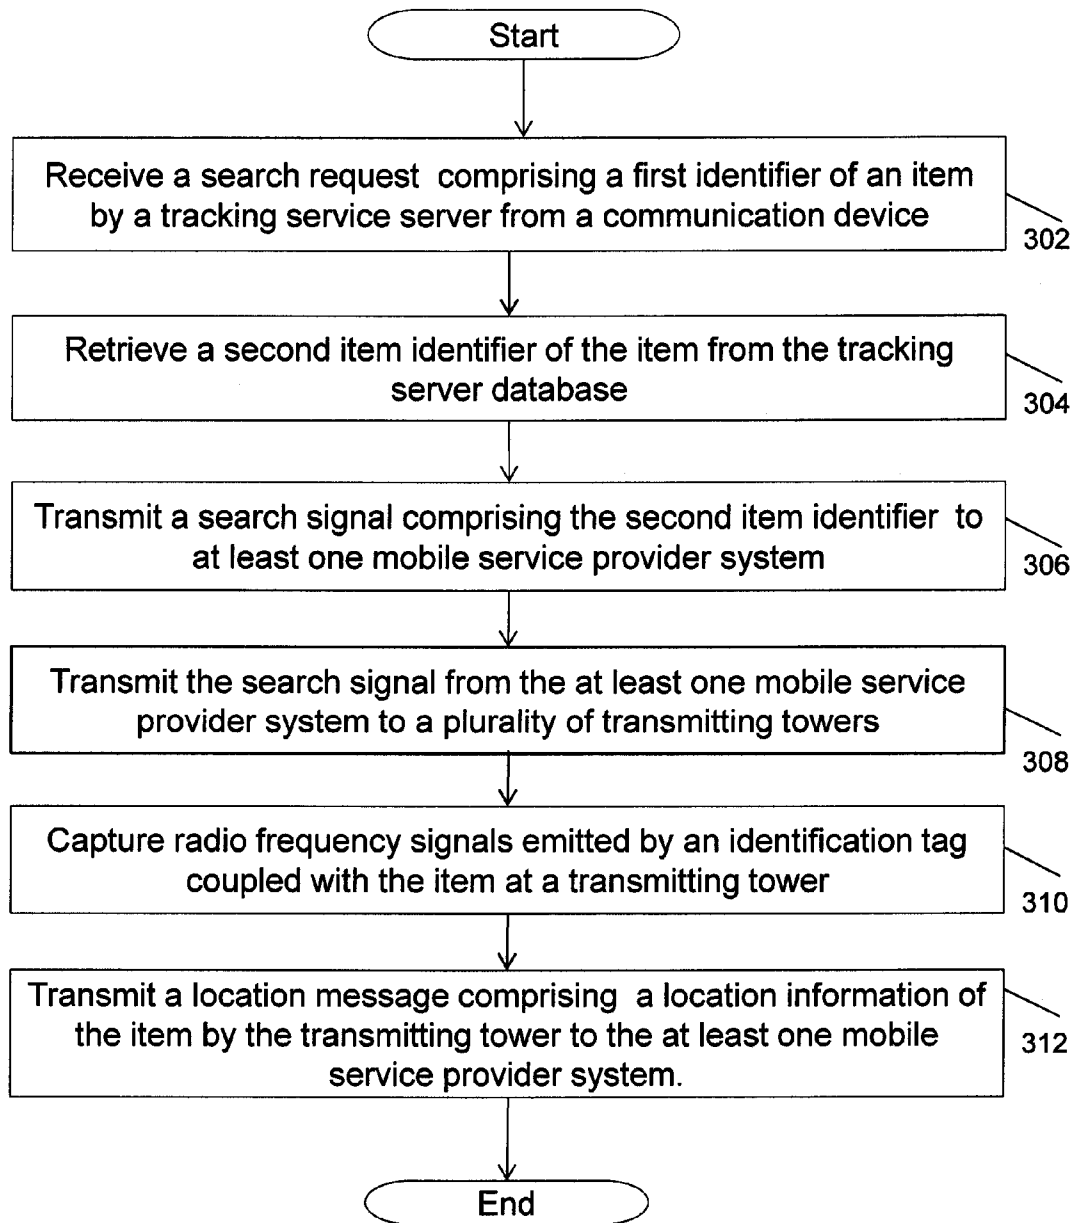 Start
Receive a search request comprising a first identifier of an item
by a tracking service server from a communication device
302
Retrieve a second item identifier of the item from the tracking
server database
304
Transmit a search signal comprising the second item identifier to
at least one mobile service provider system
306
Transmit the search signal from the at least one mobile service
provider system to a plurality of transmitting towers
308
Capture radio frequency signals emitted by an identification tag
coupled with the item at a transmitting tower
310
Transmit a location message comprising a location information of
the item by the transmitting tower to the at least one mobile
service provider system.
312
End